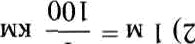 2) 1 м = /100 км